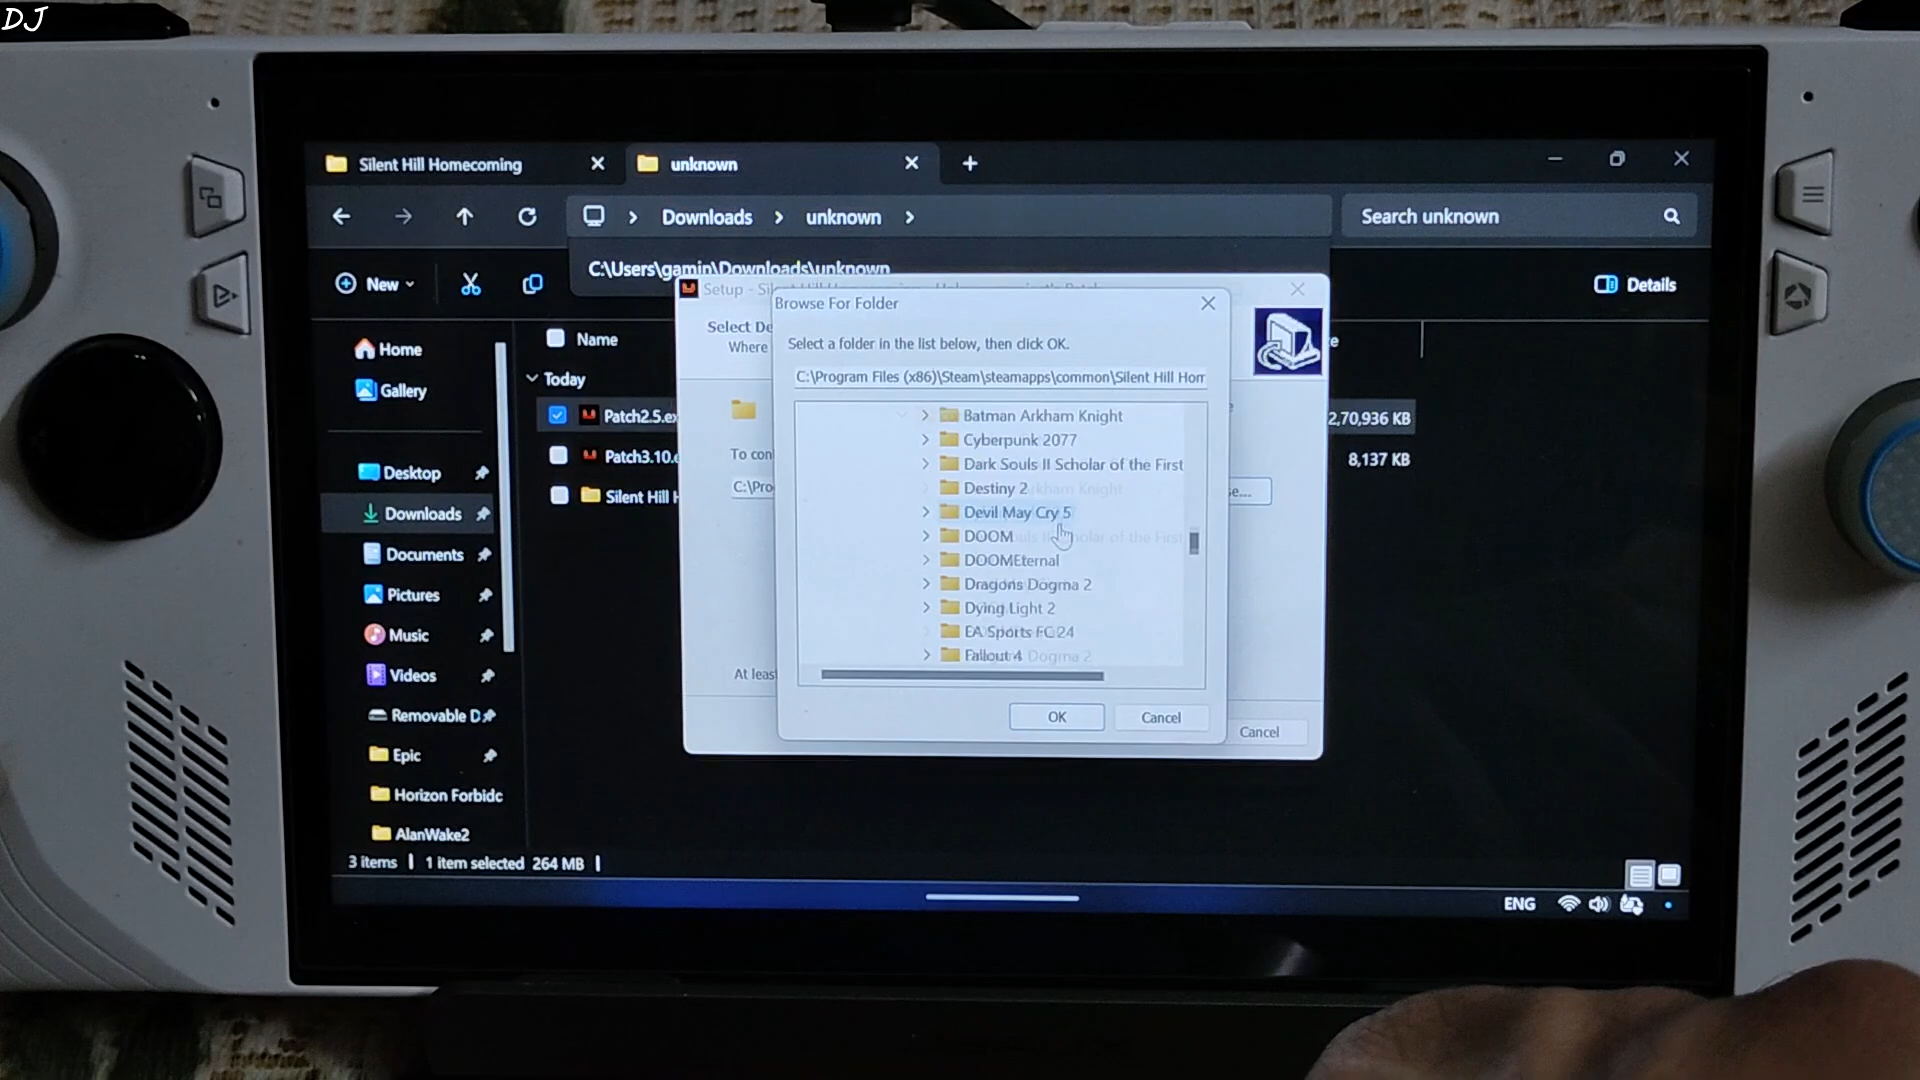 DJ
Silent Hill Homecoming
unknown
Downloads
unknown
Search unknown
C:\Users\gamin\Downloads\unknown
New
Details
Browse For Folder
Select De
Where
Select a folder in the list below, then click OK.
C:\Program Files (x86)\Steam\steamapps\common\Silent Hill Hom
Home
Gallery
Desktop
Downloads
Documents
Pictures
Music
Videos
Removable D
Epic
Horizon Forbidc
AlanWake2
Name
Today
Patch2.5.ex
Patch3.10.e
Silent Hill H
To con
C:\Pro
At leas
Batman Arkham Knight
Cyberpunk 2077
Dark Souls II Scholar of the First
Destiny 2
Devil May Cry 5
DOOM
DOOMEternal
Dragons Dogma 2
Dying Light 2
EA Sports FC 24
Fallout 4
OK
Cancel
Cancel
2,70,936 KB
8,137 KB
3 items
1 item selected 264 MB
ENG